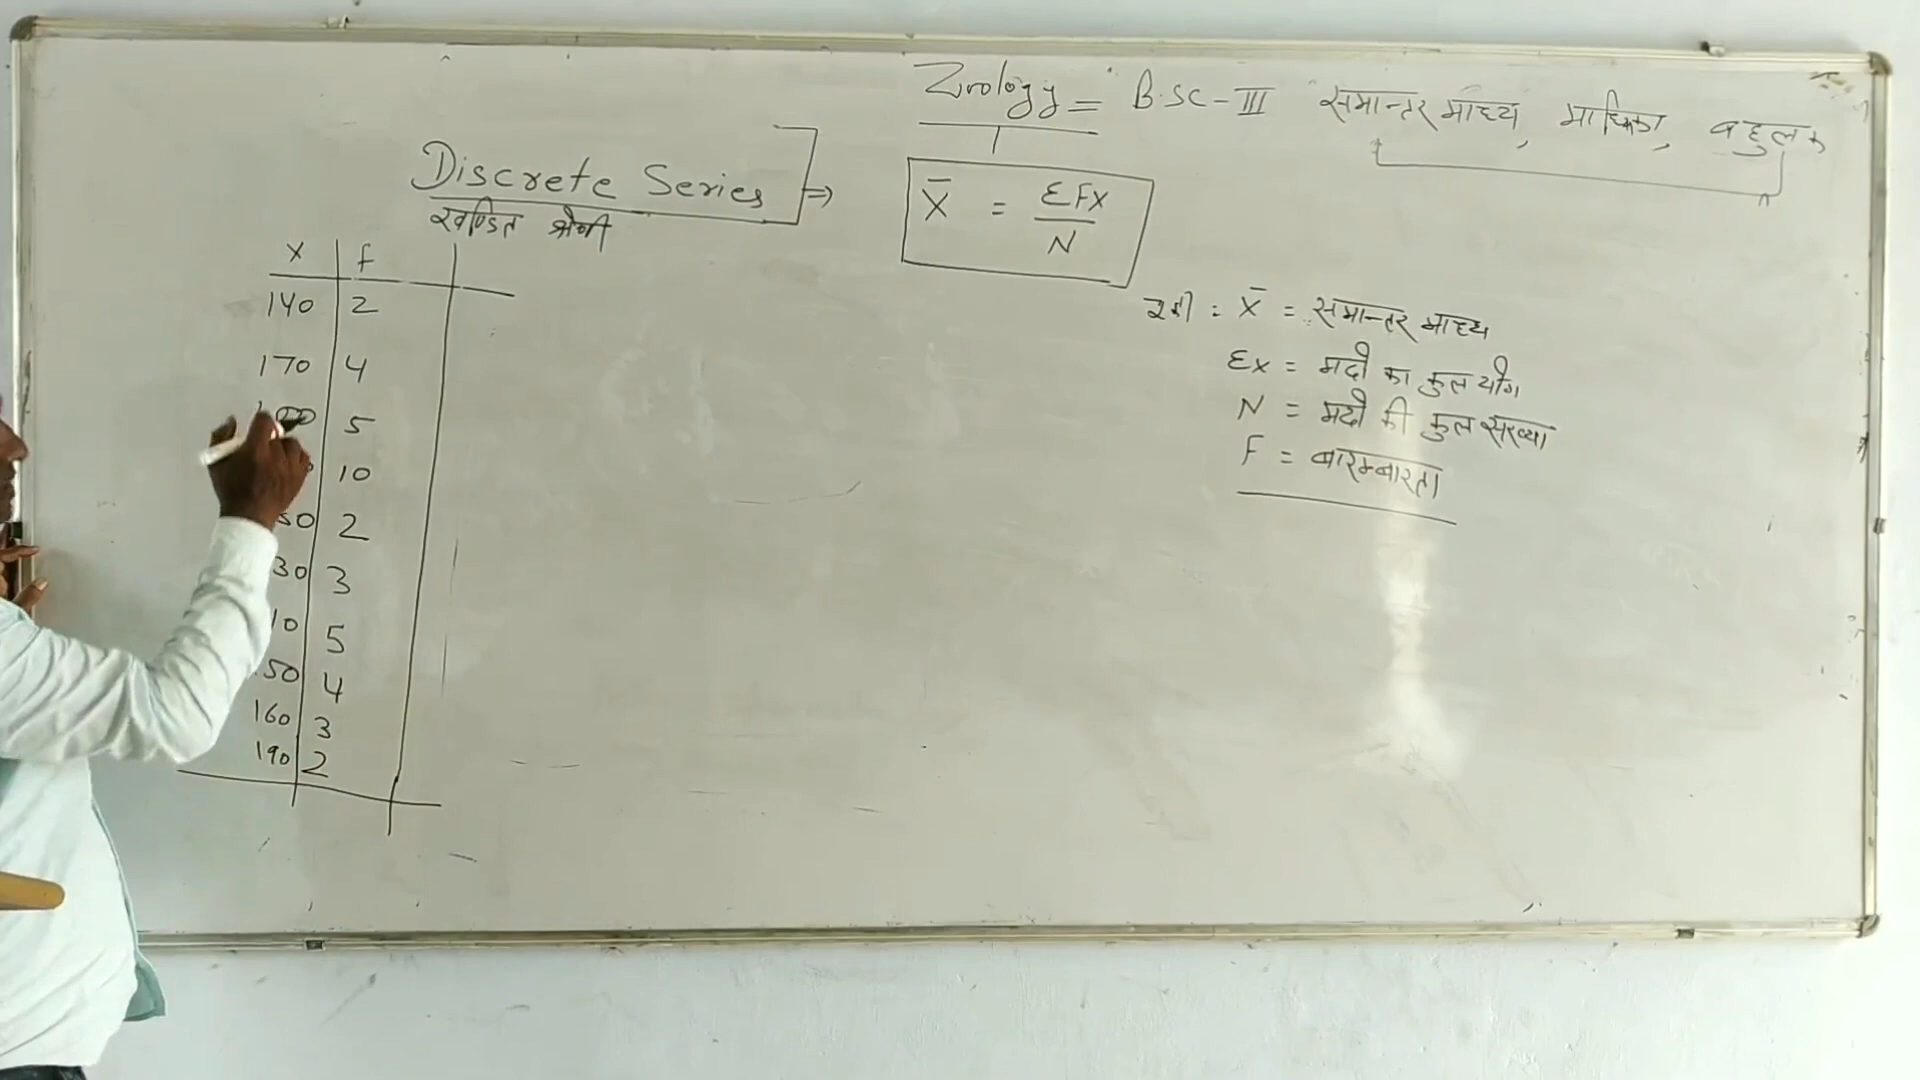 Zoology = B.SC-III समान्तर माध्य, माध्यिका, बहुलक
Discrete Series ⇒
खण्डित श्रेणी
X̄ = ΣFX / N
X f
140 2
170 4
5
10
50 2
30 3
10 5
50 4
160 3
190 2
X̄ = समान्तर माध्य
Σx = मदों का कुल योग
N = मदों की कुल संख्या
F = बारम्बारता